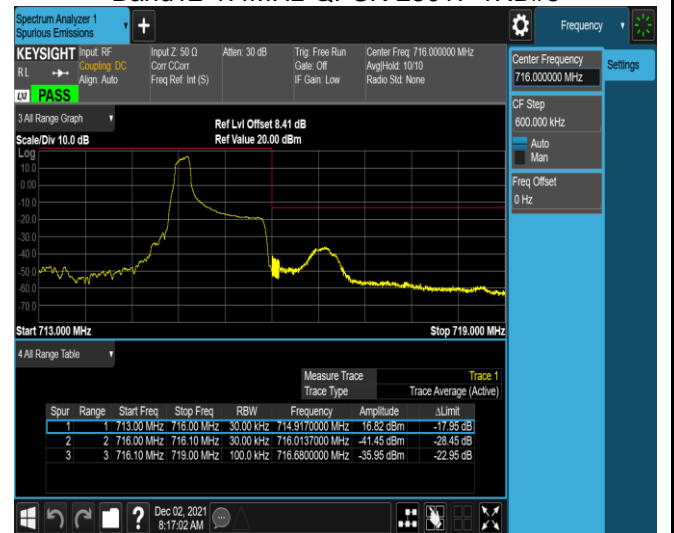 Spectrum Analyzer 1
Spurious Emissions
+
Frequency
KEYSIGHT Input: RF Input Z: 50 Ω Atten: 30 dB Trig: Free Run Center Freq: 716.000000 MHz
RL Coupling: DC Corr CCorr Gate: Off Avg|Hold: 10/10
Align: Auto Freq Ref: Int (S) IF Gain: Low Radio Std: None
LXI PASS
Center Frequency
716.000000 MHz
Settings
CF Step
600.000 kHz
Auto
Man
Freq Offset
0 Hz
3 All Range Graph
Ref Lvl Offset 8.41 dB
Scale/Div 10.0 dB Ref Value 20.00 dBm
Log
10.0
0.00
-10.0
-20.0
-30.0
-40.0
-50.0
-60.0
-70.0
Start 713.000 MHz Stop 719.000 MHz
4 All Range Table
Measure Trace Trace 1
Trace Type Trace Average (Active)
Spur Range Start Freq Stop Freq RBW Frequency Amplitude ΔLimit
1 1 713.00 MHz 716.00 MHz 30.00 kHz 714.9170000 MHz 16.82 dBm -17.95 dB
2 2 716.00 MHz 716.10 MHz 30.00 kHz 716.0137000 MHz -41.45 dBm -28.45 dB
3 3 716.10 MHz 719.00 MHz 100.0 kHz 716.6800000 MHz -35.95 dBm -22.95 dB
? Dec 02, 2021
8:17:02 AM